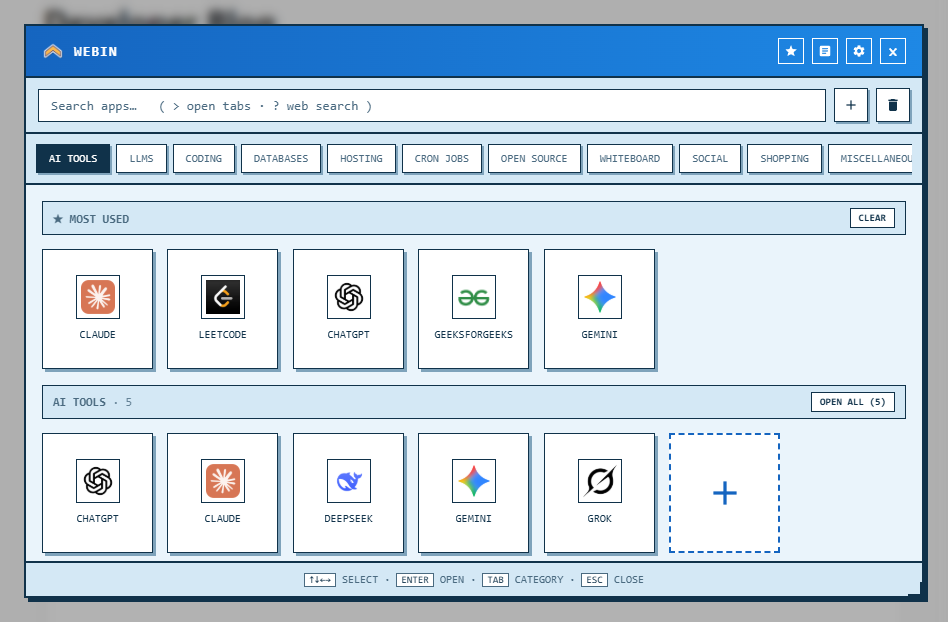 Developer Blog
WEBIN
Search apps… ( > open tabs · ? web search )
AI TOOLS LLMS CODING DATABASES HOSTING CRON JOBS OPEN SOURCE WHITEBOARD SOCIAL SHOPPING MISCELLANEOU
★ MOST USED CLEAR
CLAUDE LEETCODE CHATGPT GEEKSFORGEEKS GEMINI
AI TOOLS · 5 OPEN ALL (5)
CHATGPT CLAUDE DEEPSEEK GEMINI GROK
↑↓←→ SELECT · ENTER OPEN · TAB CATEGORY · ESC CLOSE